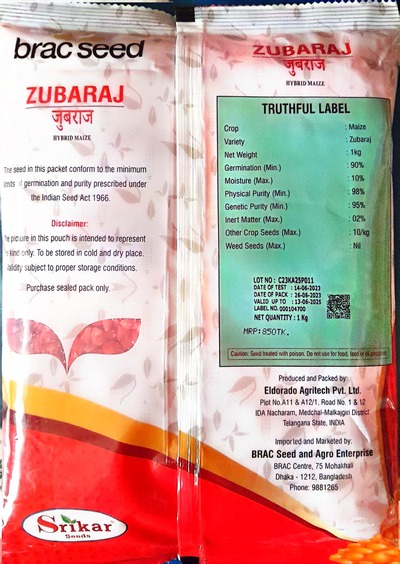 brac seed
ZUBARAJ
जुबराज
HYBRID MAIZE
The seed in this packet conform to the minimum
limits of germination and purity prescribed under
the Indian Seed Act 1966.
Disclaimer:
The picture in this pouch is intended to represent
kind only. To be stored in cold and dry place.
Validity subject to proper storage conditions.
Purchase sealed pack only.
Srikar
Seeds
ZUBARAJ
जुबराज
HYBRID MAIZE
TRUTHFUL LABEL
Crop : Maize
Variety : Zubaraj
Net Weight : 1kg
Germination (Min.) : 90%
Moisture (Max.) : 10%
Physical Purity (Min.) : 98%
Genetic Purity (Min.) : 95%
Inert Matter (Max.) : 02%
Other Crop Seeds (Max.) : 10/kg
Weed Seeds (Max.) : Nil
LOT NO : C23KA25P011
DATE OF TEST : 14-06-2023
DATE OF PACK : 26-06-2023
VALID UP TO : 13-06-2025
LABEL NO. 000104700
NET QUANTITY : 1 Kg
MRP:850TK.
Caution: Seed treated with poison. Do not use for food, feed or oil purposes
Produced and Packed by:
Eldorado Agritech Pvt. Ltd.
Plot No.A11 & A12/1, Road No. 1 & 12
IDA Nacharam, Medchal-Malkajgiri District
Telangana State, INDIA
Imported and Marketed by:
BRAC Seed and Agro Enterprise
BRAC Centre, 75 Mohakhali
Dhaka - 1212, Bangladesh
Phone: 9881265